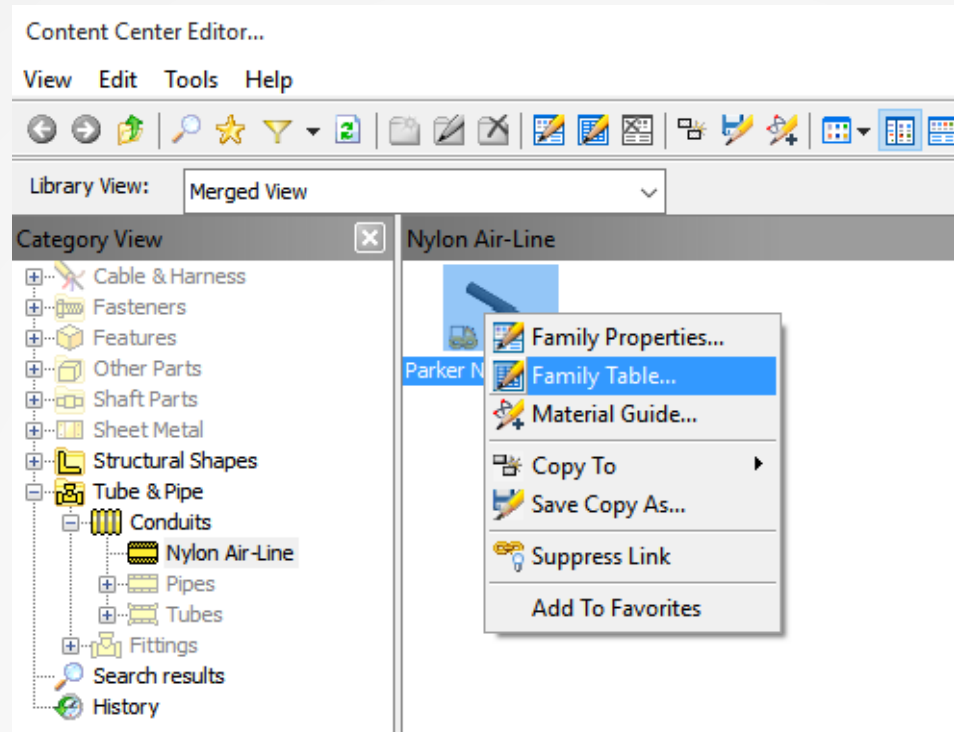 Content Center Editor...
View Edit Tools Help
Library View: Merged View
Category View
Nylon Air-Line
Cable & Harness
Fasteners
Features
Other Parts
Shaft Parts
Sheet Metal
Structural Shapes
Tube & Pipe
Conduits
Nylon Air-Line
Pipes
Tubes
Fittings
Search results
History
Parker N
Family Properties...
Family Table...
Material Guide...
Copy To
Save Copy As...
Suppress Link
Add To Favorites